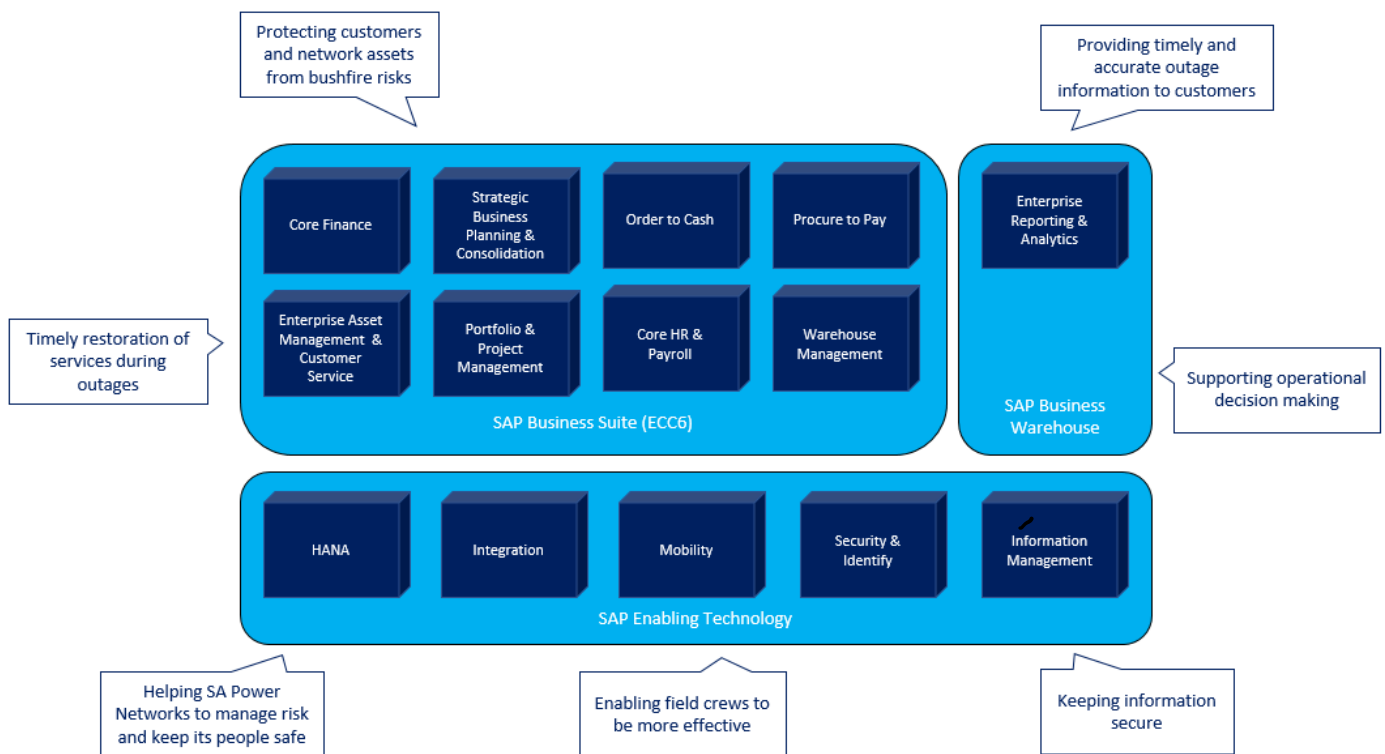 Protecting customers
and network assets
from bushfire risks
Providing timely and
accurate outage
information to customers
Core Finance
Strategic
Business
Planning &
Consolidation
Order to Cash
Procure to Pay
Enterprise
Reporting &
Analytics
Timely restoration of
services during
outages
Enterprise Asset
Management &
Customer
Service
Portfolio &
Project
Management
Core HR &
Payroll
Warehouse
Management
SAP Business Suite (ECC6)
SAP Business
Warehouse
Supporting operational
decision making
HANA
Integration
Mobility
Security &
Identify
Information
Management
SAP Enabling Technology
Helping SA Power
Networks to manage risk
and keep its people safe
Enabling field crews to
be more effective
Keeping information
secure